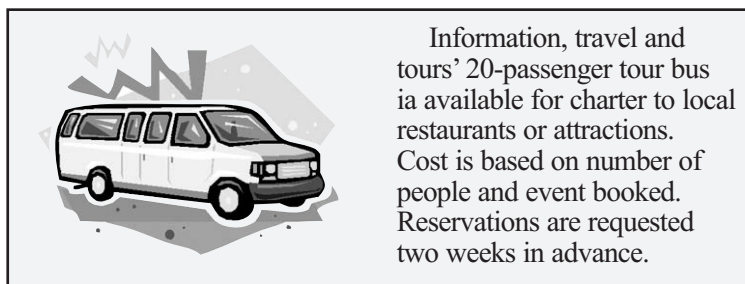 Information, travel and
tours’ 20-passenger tour bus
ia available for charter to local
restaurants or attractions.
Cost is based on number of
people and event booked.
Reservations are requested
two weeks in advance.